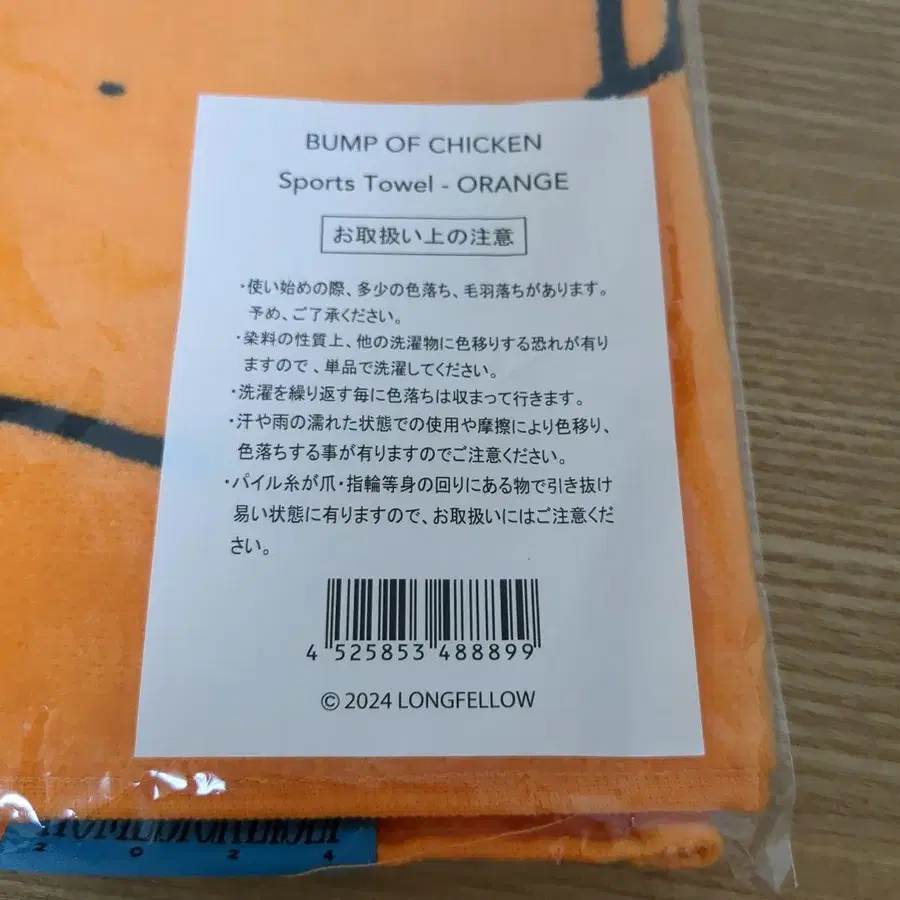 BUMP OF CHICKEN
Sports Towel - ORANGE
お取扱い上の注意
・使い始めの際、多少の色落ち、毛羽落ちがあります。
予め、ご了承ください。
・染料の性質上、他の洗濯物に色移りする恐れが有り
ますので、単品で洗濯してください。
・洗濯を繰り返す毎に色落ちは収まって行きます。
・汗や雨の濡れた状態での使用や摩擦により色移り、
色落ちする事が有りますのでご注意ください。
・パイル糸が爪・指輪等身の回りにある物で引き抜け
易い状態に有りますので、お取扱いにはご注意くだ
さい。
4 525853 488899
© 2024 LONGFELLOW
2024